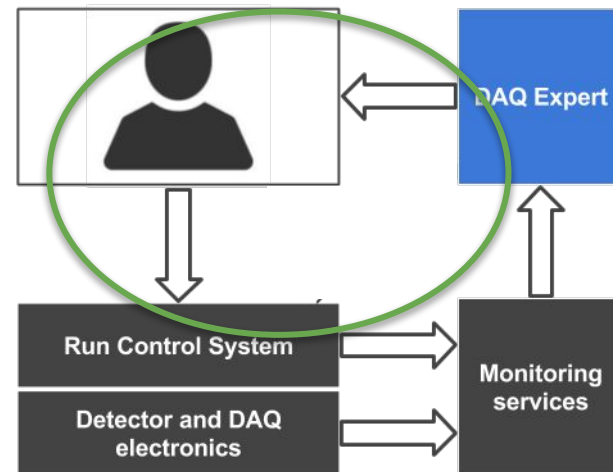 DAQ Expert
Run Control System
Monitoring
services
Detector and DAQ
electronics